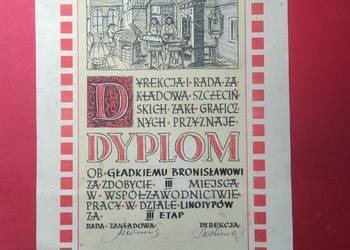 DYREKCJA I RADA ZA
KŁADOWA SZCZECIŃ
SKICH ZAKŁ GRAFICZ
NYCH PRZYZNAJE
DYPLOM
OB GŁADKIEMU BRONISŁAWOWI
ZA ZDOBYCIE III MIEJSCA
W WSPÓŁZAWODNICTWIE
PRACY W DZIALE LINOTYPÓW
ZA III ETAP
RADA ZAKŁADOWA DYREKCJA